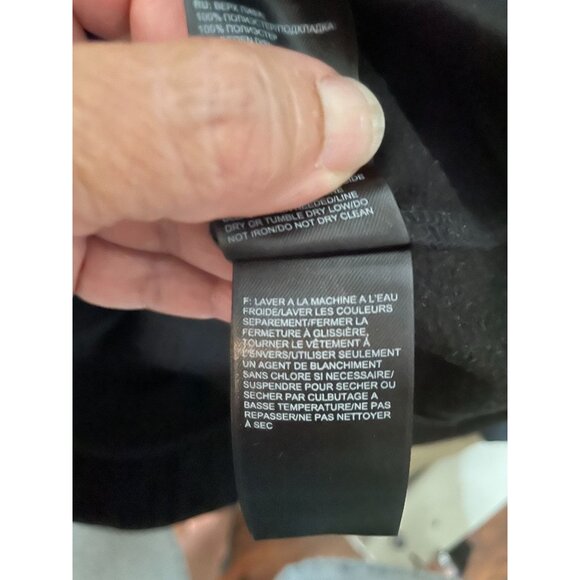 RU: ВЕРХ
100% ПОЛИЭСТЕР/ПОДКЛАДКА:
100% ПОЛИЭСТЕР
NEEDED/LINE
DRY OR TUMBLE DRY LOW/DO
NOT IRON/DO NOT DRY CLEAN
F: LAVER A LA MACHINE A L'EAU
FROIDE/LAVER LES COULEURS
SEPAREMENT/FERMER LA
FERMETURE À GLISSIÈRE,
TOURNER LE VÊTEMENT À
L'ENVERS/UTILISER SEULEMENT
UN AGENT DE BLANCHIMENT
SANS CHLORE SI NECESSAIRE/
SUSPENDRE POUR SECHER OU
SECHER PAR CULBUTAGE A
BASSE TEMPERATURE/NE PAS
REPASSER/NE PAS NETTOYER
À SEC